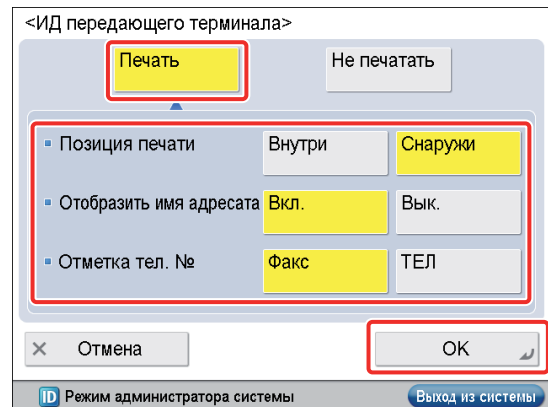 <ИД передающего терминала>
Печать Не печатать
Позиция печати Внутри Снаружи
Отобразить имя адресата Вкл. Вык.
Отметка тел. № Факс ТЕЛ
× Отмена OK
ID Режим администратора системы Выход из системы